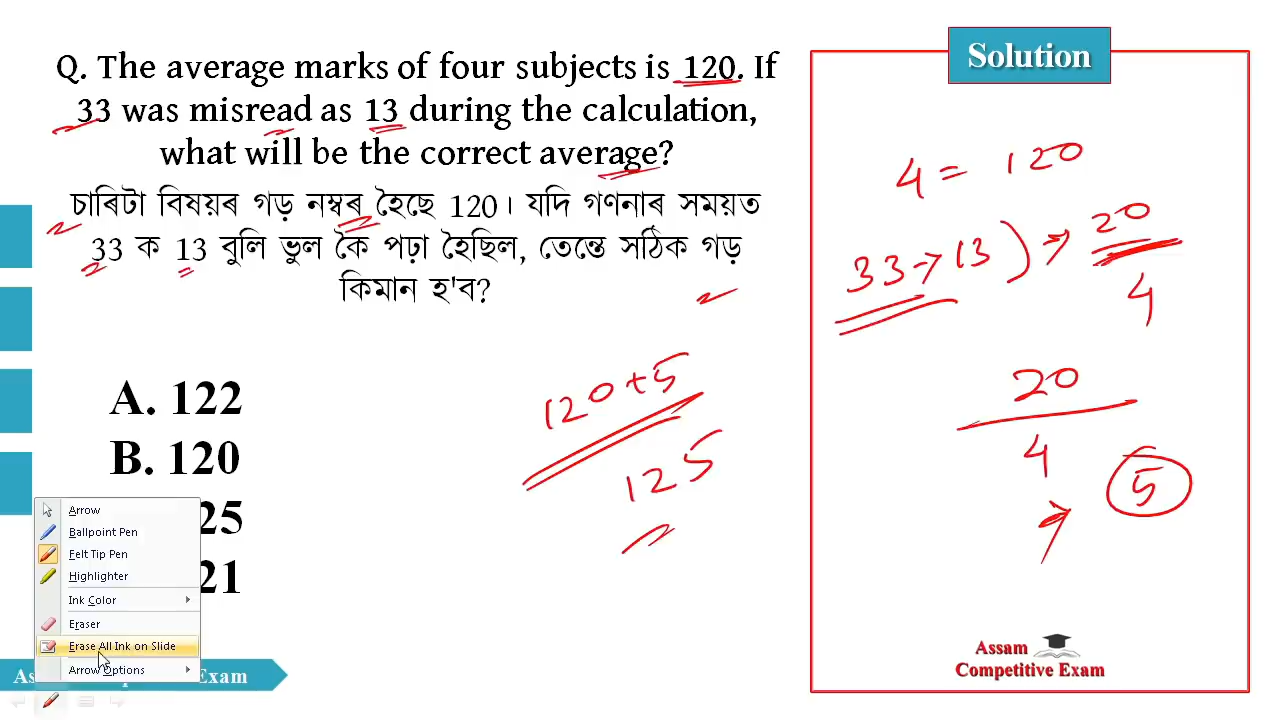 Q. The average marks of four subjects is 120. If
33 was misread as 13 during the calculation,
what will be the correct average?
চাৰিটা বিষয়ৰ গড় নম্বৰ হৈছে 120। যদি গণনাৰ সময়ত
33 ক 13 বুলি ভুল কৈ পঢ়া হৈছিল, তেন্তে সঠিক গড়
কিমান হ'ব?
A. 122
B. 120
25
21
120+5
125
Arrow
Ballpoint Pen
Felt Tip Pen
Highlighter
Ink Color
Eraser
Erase All Ink on Slide
Arrow Options
As
Exam
Solution
4 = 120
33 → 13 ) → 20
4
20
4
5
Assam
Competitive Exam